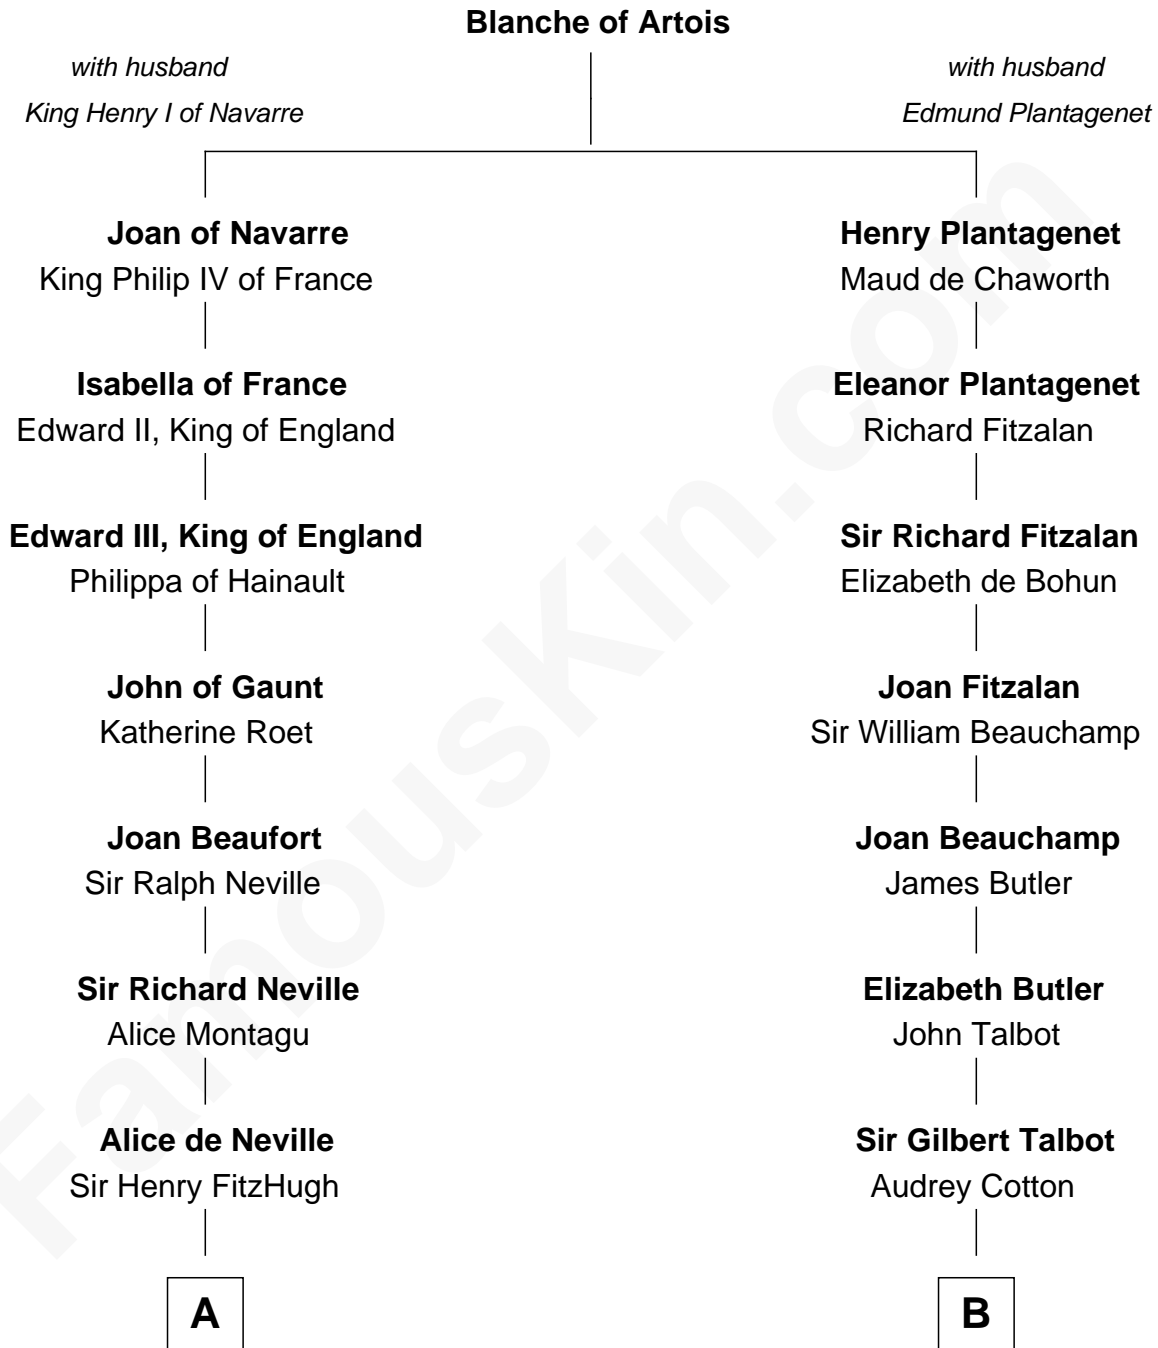 Blanche of Artois
with husband
King Henry I of Navarre
with husband
Edmund Plantagenet
Joan of Navarre
King Philip IV of France
Henry Plantagenet
Maud de Chaworth
Isabella of France
Edward II, King of England
Eleanor Plantagenet
Richard Fitzalan
Edward III, King of England
Philippa of Hainault
Sir Richard Fitzalan
Elizabeth de Bohun
John of Gaunt
Katherine Roet
Joan Fitzalan
Sir William Beauchamp
Joan Beaufort
Sir Ralph Neville
Joan Beauchamp
James Butler
Sir Richard Neville
Alice Montagu
Elizabeth Butler
John Talbot
Alice de Neville
Sir Henry FitzHugh
Sir Gilbert Talbot
Audrey Cotton
A
B
FamousKin.com